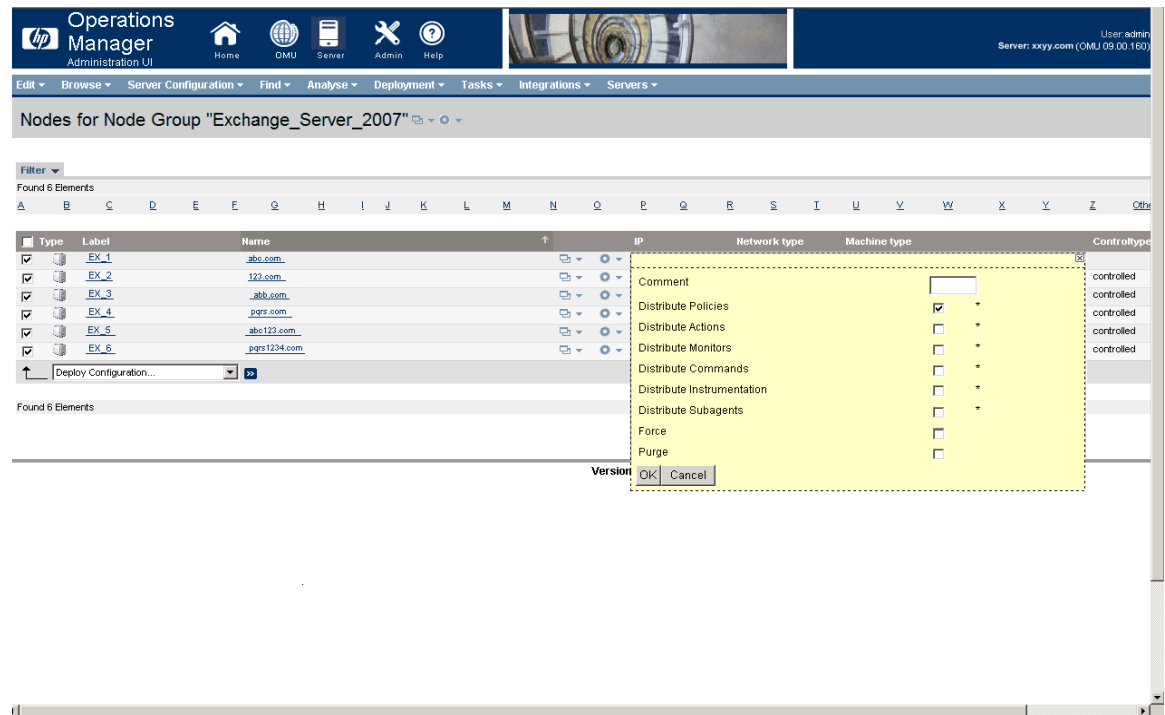 hp Operations Manager
Administration UI
Home OMU Server Admin Help
User:admin
Server: xxyy.com (OMU 09.00.160)
Edit Browse Server Configuration Find Analyse Deployment Tasks Integrations Servers
Nodes for Node Group "Exchange_Server_2007"
Filter
Found 6 Elements
A B C D E F G H I J K L M N O P Q R S T U V W X Y Z Othe
Type Label Name IP Network type Machine type Controltype
EX_1 abc.com
EX_2 123.com controlled
EX_3 abb.com controlled
EX_4 pqrs.com controlled
EX_5 abc123.com controlled
EX_6 pqrs1234.com controlled
Deploy Configuration...
Found 6 Elements
Version
Comment
Distribute Policies *
Distribute Actions *
Distribute Monitors *
Distribute Commands *
Distribute Instrumentation *
Distribute Subagents *
Force
Purge
OK Cancel